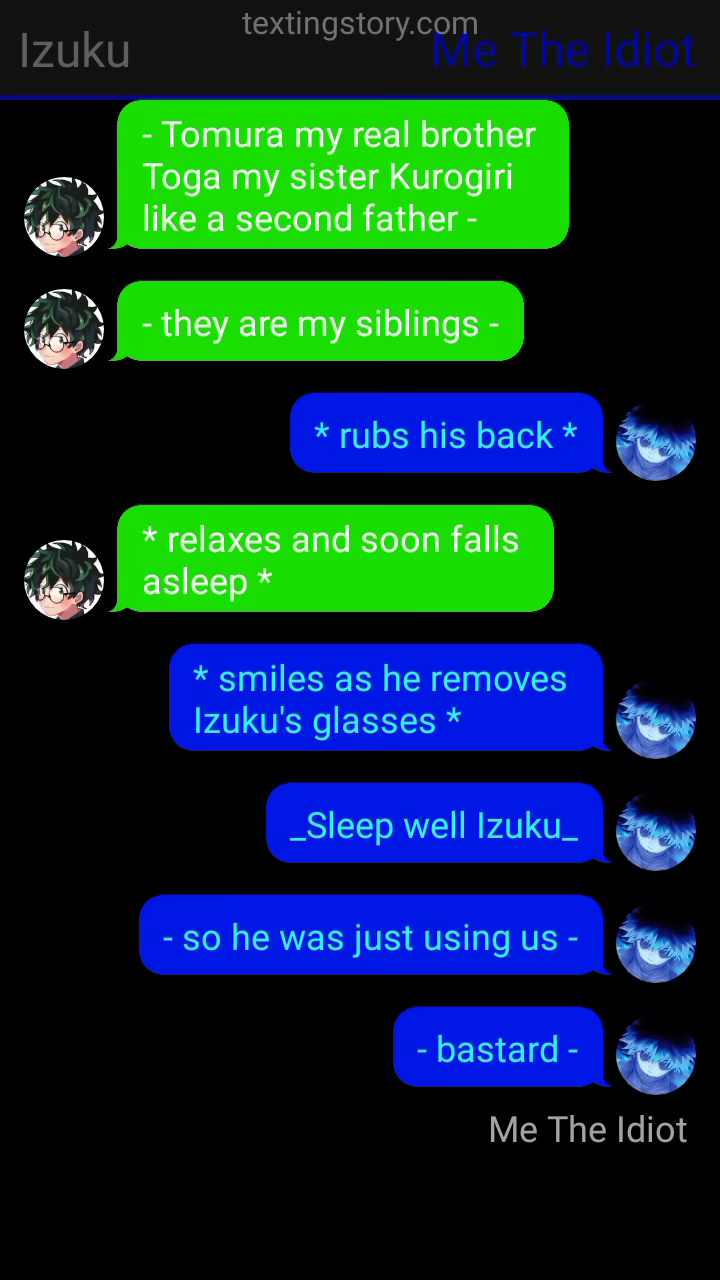 textingstory.com
Izuku
Me The Idiot
- Tomura my real brother
Toga my sister Kurogiri
like a second father -
- they are my siblings -
* rubs his back *
* relaxes and soon falls
asleep *
* smiles as he removes
Izuku's glasses *
_Sleep well Izuku_
- so he was just using us -
- bastard -
Me The Idiot